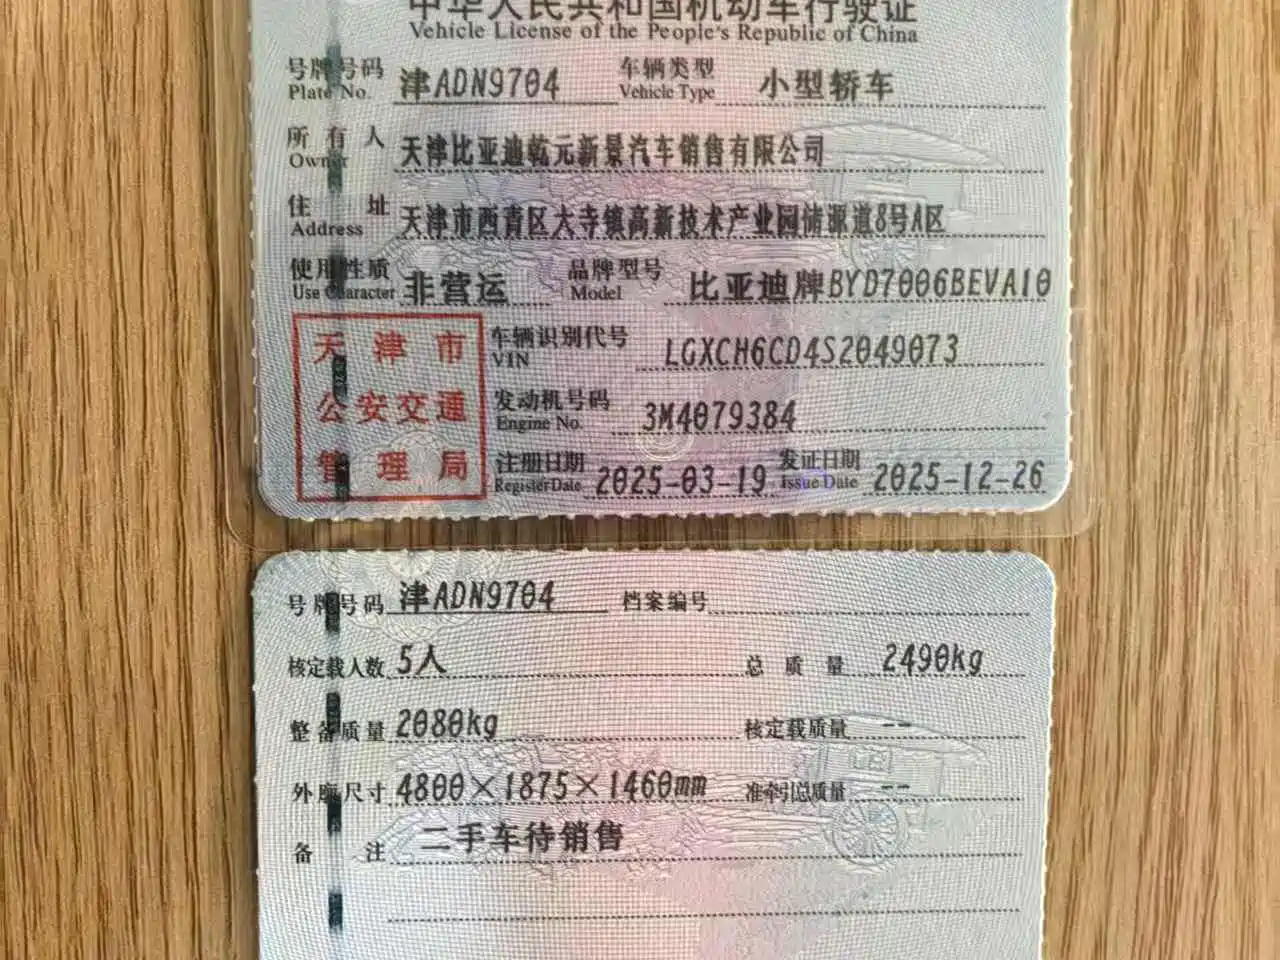 中华人民共和国机动车行驶证
Vehicle License of the People's Republic of China
号牌号码 津ADN9704 车辆类型 小型轿车
Plate No. Vehicle Type
所有人 天津比亚迪乾元新景汽车销售有限公司
Owner
住址 天津市西青区大寺镇高新技术产业园储源道8号A区
Address
使用性质 非营运 品牌型号 比亚迪牌BYD7006BEVA10
Use Character Model
天津市
公安交通
管理局
车辆识别代号 LGXCH6CD4S2049073
VIN
发动机号码 3M4079384
Engine No.
注册日期 2025-03-19 发证日期 2025-12-26
Register Date Issue Date
号牌号码 津ADN9704 档案编号
核定载人数 5人 总质量 2490kg
整备质量 2080kg 核定载质量 --
外廓尺寸 4800×1875×1460mm 准牵引总质量 --
备注 二手车待销售